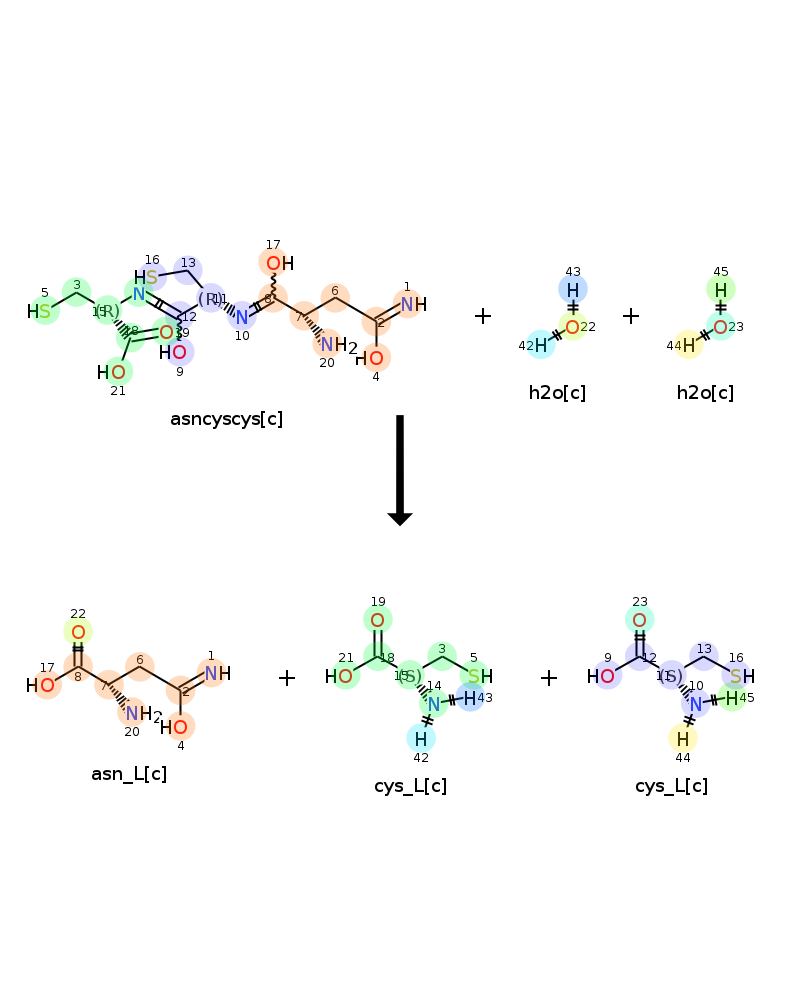 17
16 13
HS 3 5 HS (R) 15 N (R) 11 OH 6 1 NH
8 N 10 7 2
18 O 19 12 HO 9 NH2 20 HO 4
HO 21
asncyscys[c]
+
43
H
O 22
42 H
h2o[c]
+
45
H
O 23
44 H
h2o[c]
22
O
17 HO 8 7 6 2 1 NH
NH2 20
HO 4
asn_L[c]
+
19
O
21 HO 18 15 (S) 3 5 SH
14 N H 43
H
42
cys_L[c]
+
23
O
9 HO 12 11 (S) 13 16 SH
10 N H 45
H
44
cys_L[c]